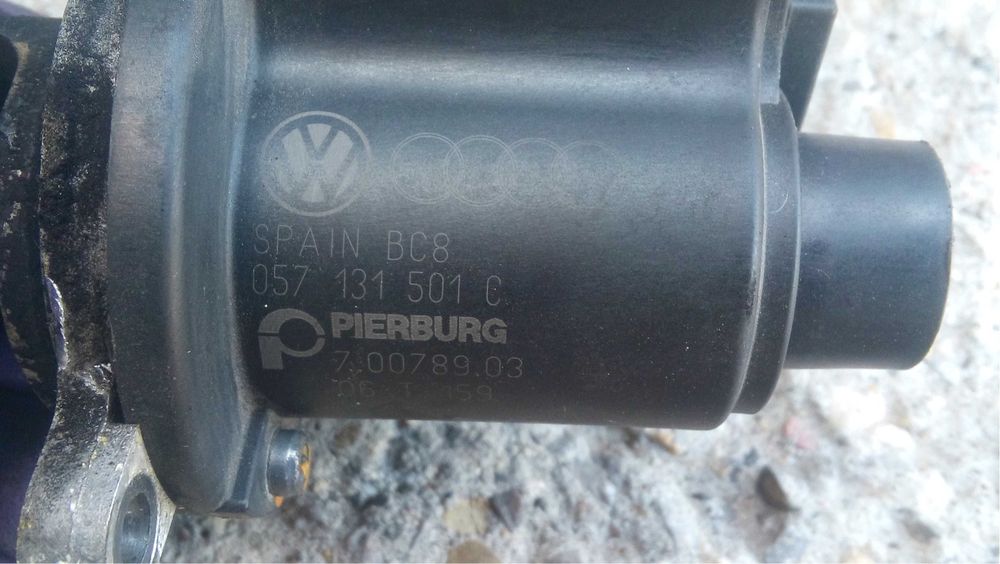 SPAIN BC8
057 131 501 C
PIERBURG
7.00789.03